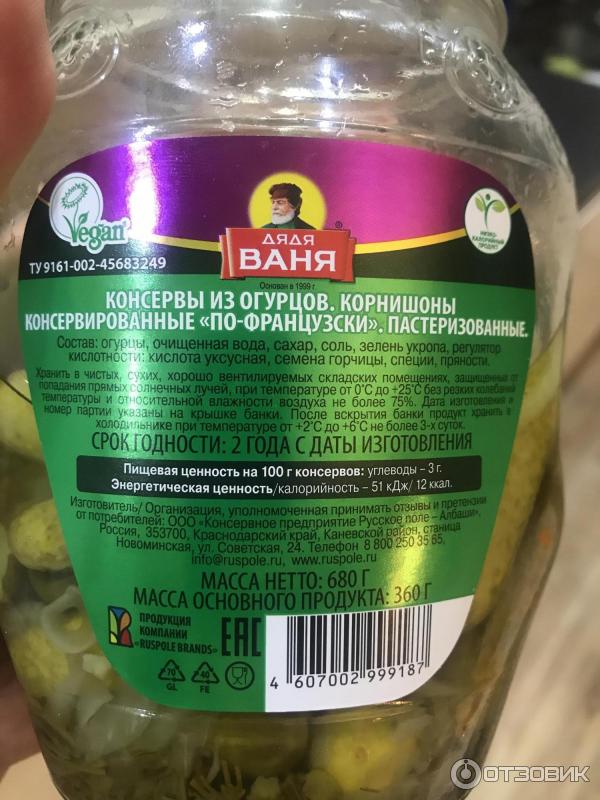 Vegan
ТУ 9161-002-45683249
ДЯДЯ
ВАНЯ
®
Основан в 1999 г.
НИЗКО-
КАЛОРИЙНЫЙ
ПРОДУКТ
КОНСЕРВЫ ИЗ ОГУРЦОВ. КОРНИШОНЫ
КОНСЕРВИРОВАННЫЕ «ПО-ФРАНЦУЗСКИ». ПАСТЕРИЗОВАННЫЕ.
Состав: огурцы, очищенная вода, сахар, соль, зелень укропа, регулятор
кислотности: кислота уксусная, семена горчицы, специи, пряности.
Хранить в чистых, сухих, хорошо вентилируемых складских помещениях, защищенных от
попадания прямых солнечных лучей, при температуре от 0°С до +25°С без резких колебаний
температуры и относительной влажности воздуха не более 75%. Дата изготовления и
номер партии указаны на крышке банки. После вскрытия банки продукт хранить в
холодильнике при температуре от +2°С до +6°С не более 3-х суток.
СРОК ГОДНОСТИ: 2 ГОДА С ДАТЫ ИЗГОТОВЛЕНИЯ
Пищевая ценность на 100 г консервов: углеводы – 3 г.
Энергетическая ценность/калорийность – 51 кДж/ 12 ккал.
Изготовитель/ Организация, уполномоченная принимать отзывы и претензии
от потребителей: ООО «Консервное предприятие Русское поле – Албаши».
Россия, 353700, Краснодарский край, Каневской район, станица
Новоминская, ул. Советская, 24. Телефон 8 800 250 35 65.
info@ruspole.ru, www.ruspole.ru
МАССА НЕТТО: 680 Г
МАССА ОСНОВНОГО ПРОДУКТА: 360 Г
ПРОДУКЦИЯ
КОМПАНИИ
«RUSPOLE BRANDS»
EAC
70
GL
40
FE
4 607002 999187
ОТЗОВИК